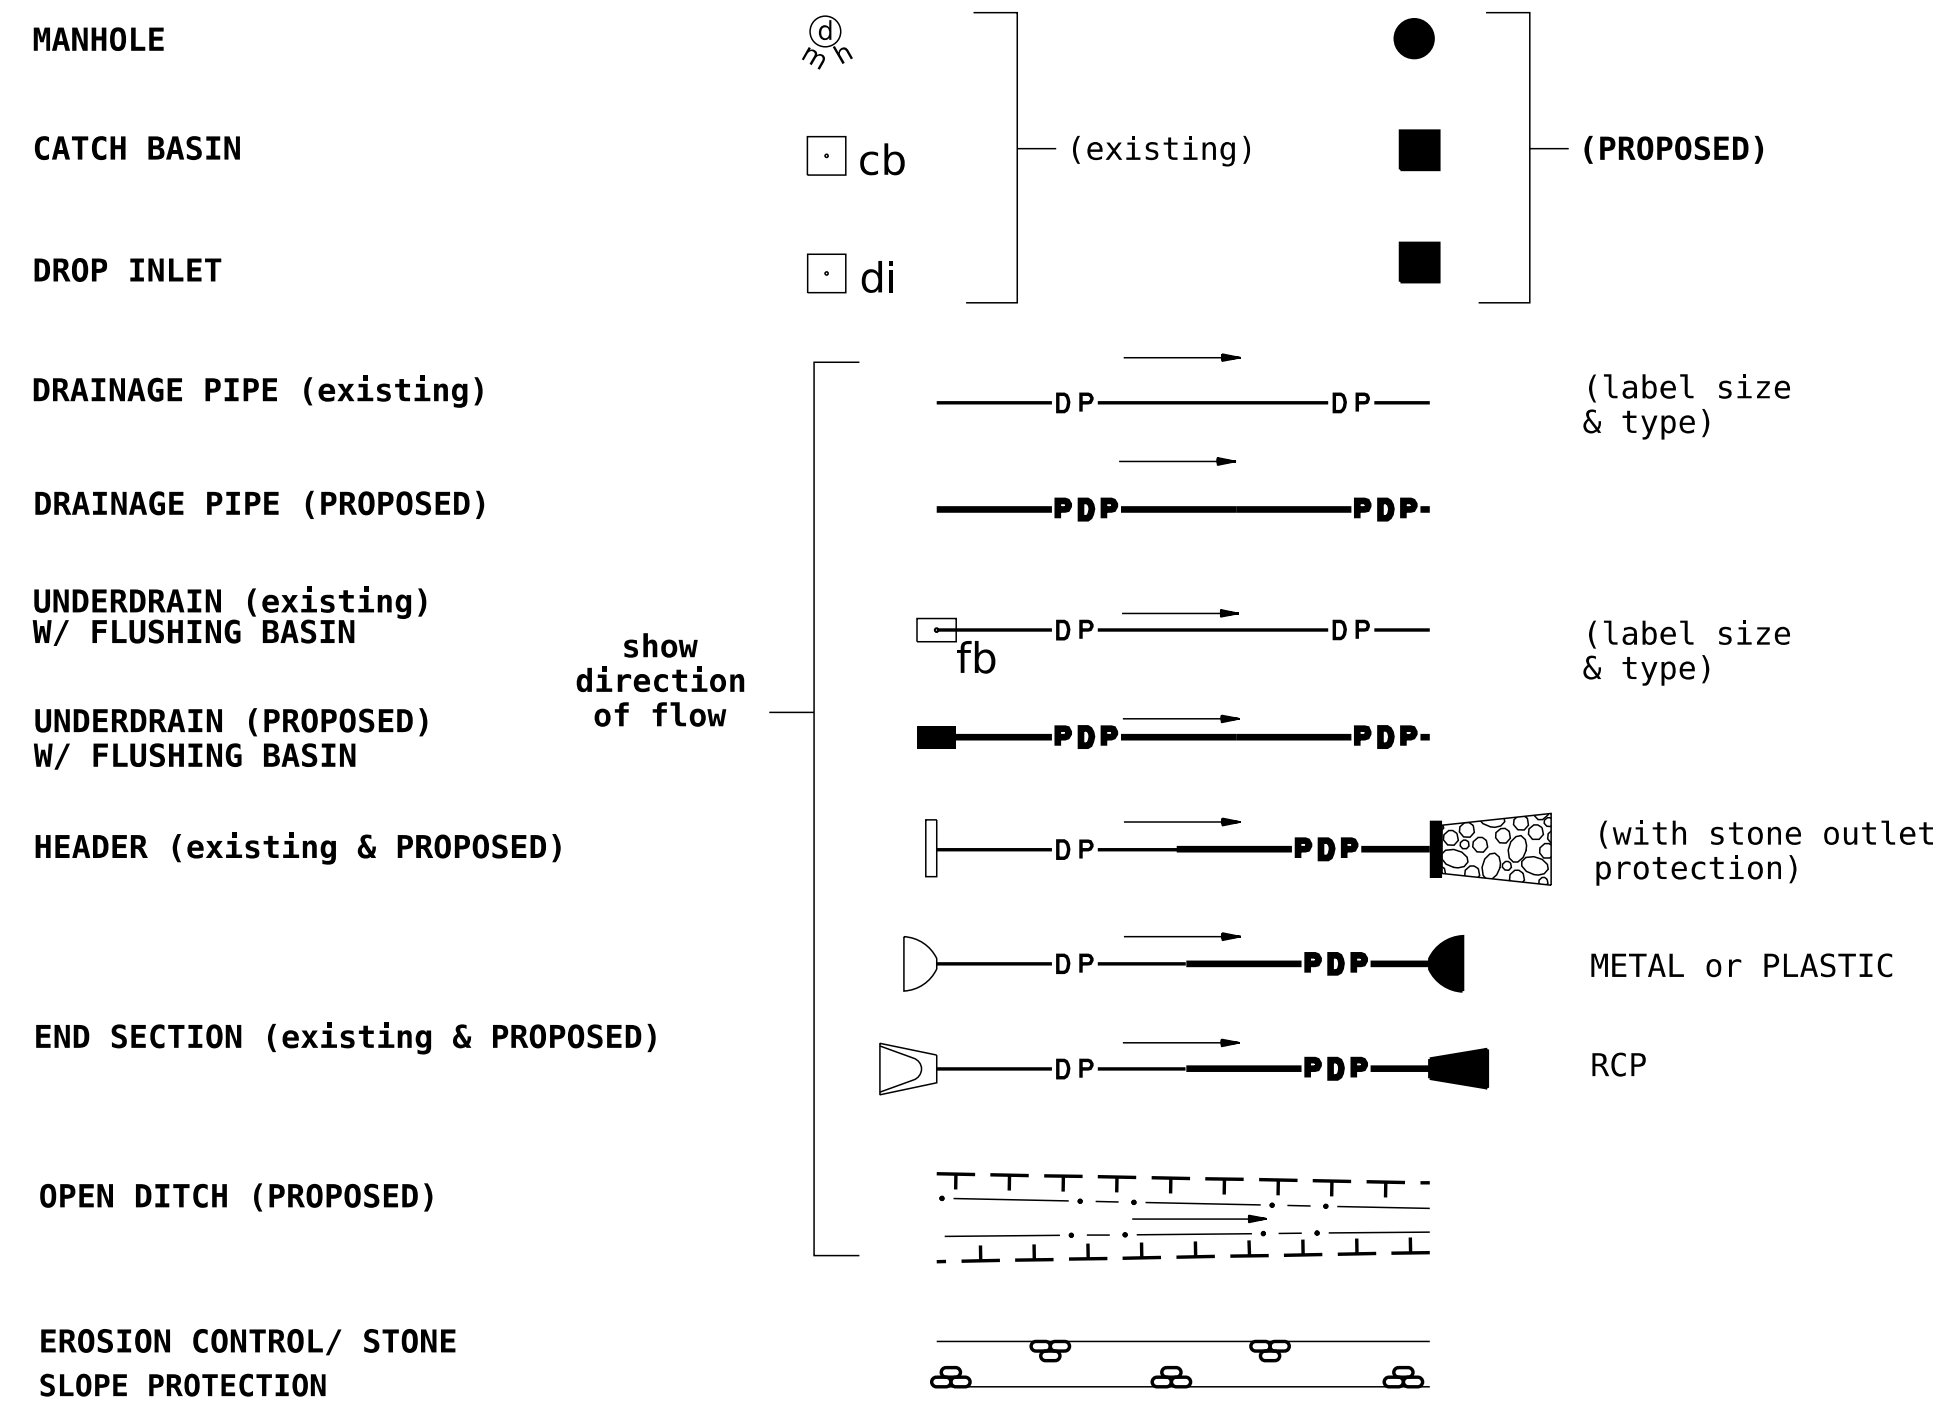 MANHOLE
d
m h
CATCH BASIN
cb
(existing)
(PROPOSED)
DROP INLET
di
DRAINAGE PIPE (existing)
DP DP
(label size
& type)
DRAINAGE PIPE (PROPOSED)
PDP PDP
UNDERDRAIN (existing)
W/ FLUSHING BASIN
fb
DP DP
(label size
& type)
show
direction
of flow
UNDERDRAIN (PROPOSED)
W/ FLUSHING BASIN
PDP PDP
HEADER (existing & PROPOSED)
DP PDP
(with stone outlet
protection)
DP PDP
METAL or PLASTIC
END SECTION (existing & PROPOSED)
DP PDP
RCP
OPEN DITCH (PROPOSED)
EROSION CONTROL/ STONE
SLOPE PROTECTION